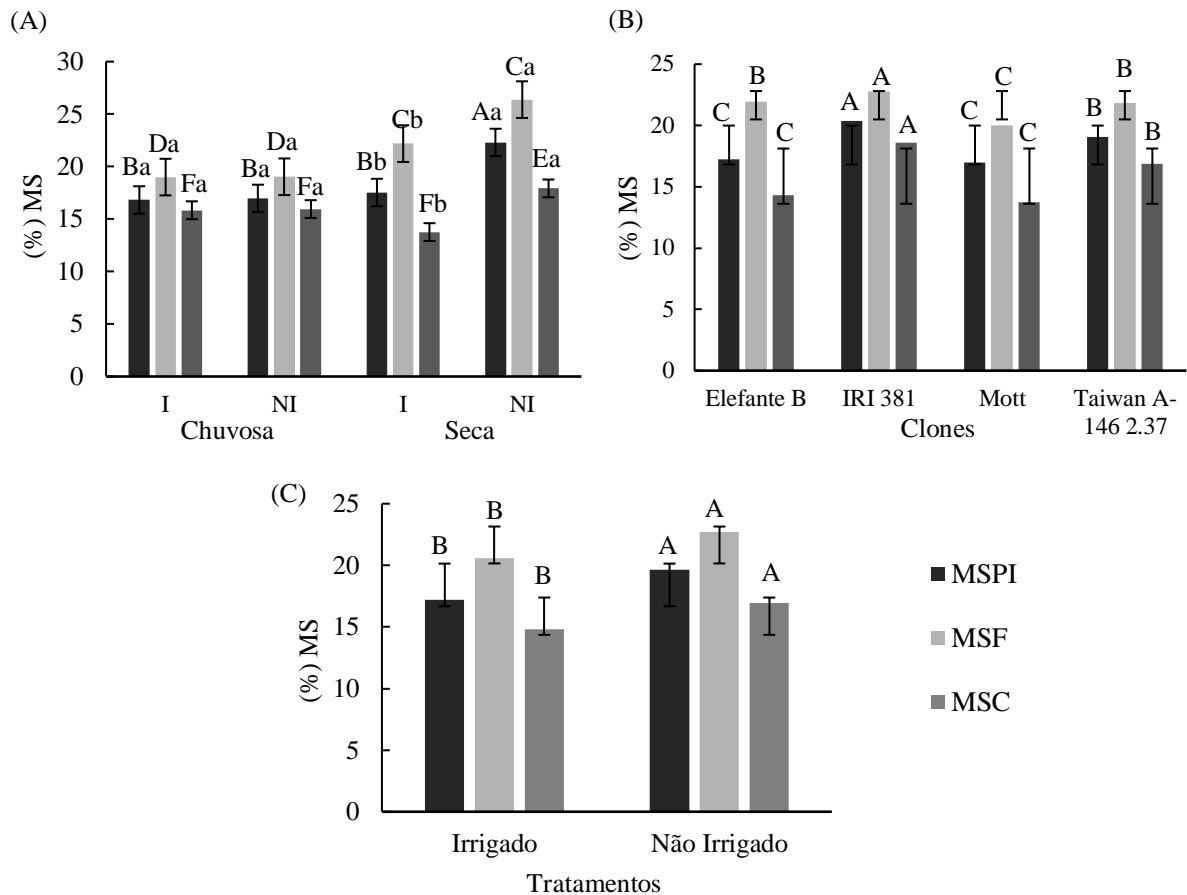 (A)
(%) MS
30
25
20
15
10
5
0
Ba Da Fa
Ba Da Fa
Bb Cb Fb
Aa Ca Ea
I NI I NI
Chuvosa Seca
(B)
(%) MS
25
20
15
10
5
0
C B C
A A A
C C C
B B B
Elefante B IRI 381 Mott Taiwan A-
146 2.37
Clones
(C)
(%) MS
25
20
15
10
5
0
B B B
A A A
Irrigado Não Irrigado
Tratamentos
MSPI
MSF
MSC